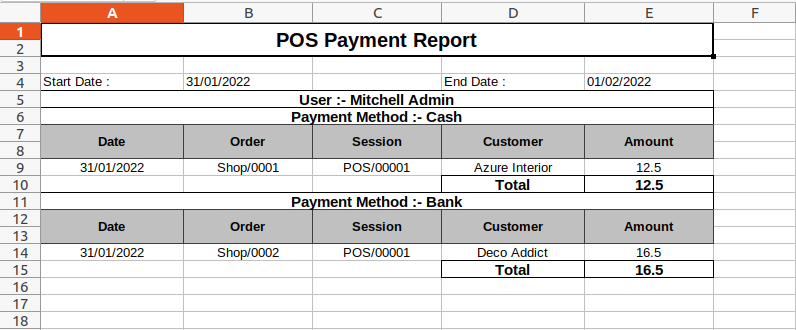 A B C D E F
1
2 POS Payment Report
3
4 Start Date : 31/01/2022 End Date : 01/02/2022
5 User :- Mitchell Admin
6 Payment Method :- Cash
7
8 Date Order Session Customer Amount
9 31/01/2022 Shop/0001 POS/00001 Azure Interior 12.5
10 Total 12.5
11 Payment Method :- Bank
12
13 Date Order Session Customer Amount
14 31/01/2022 Shop/0002 POS/00001 Deco Addict 16.5
15 Total 16.5
16
17
18